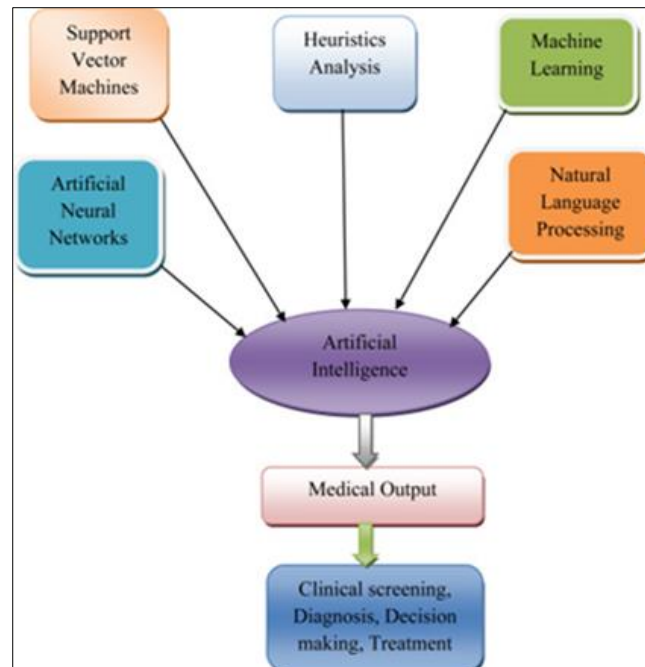 Support
Vector
Machines
Heuristics
Analysis
Machine
Learning
Artificial
Neural
Networks
Natural
Language
Processing
Artificial
Intelligence
Medical Output
Clinical screening,
Diagnosis, Decision
making, Treatment